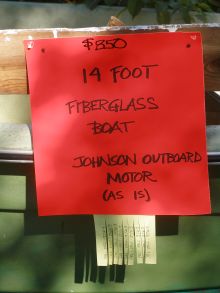 $850
14 FOOT
FIBERGLASS
BOAT
JOHNSON OUTBOARD
MOTOR
(AS IS)